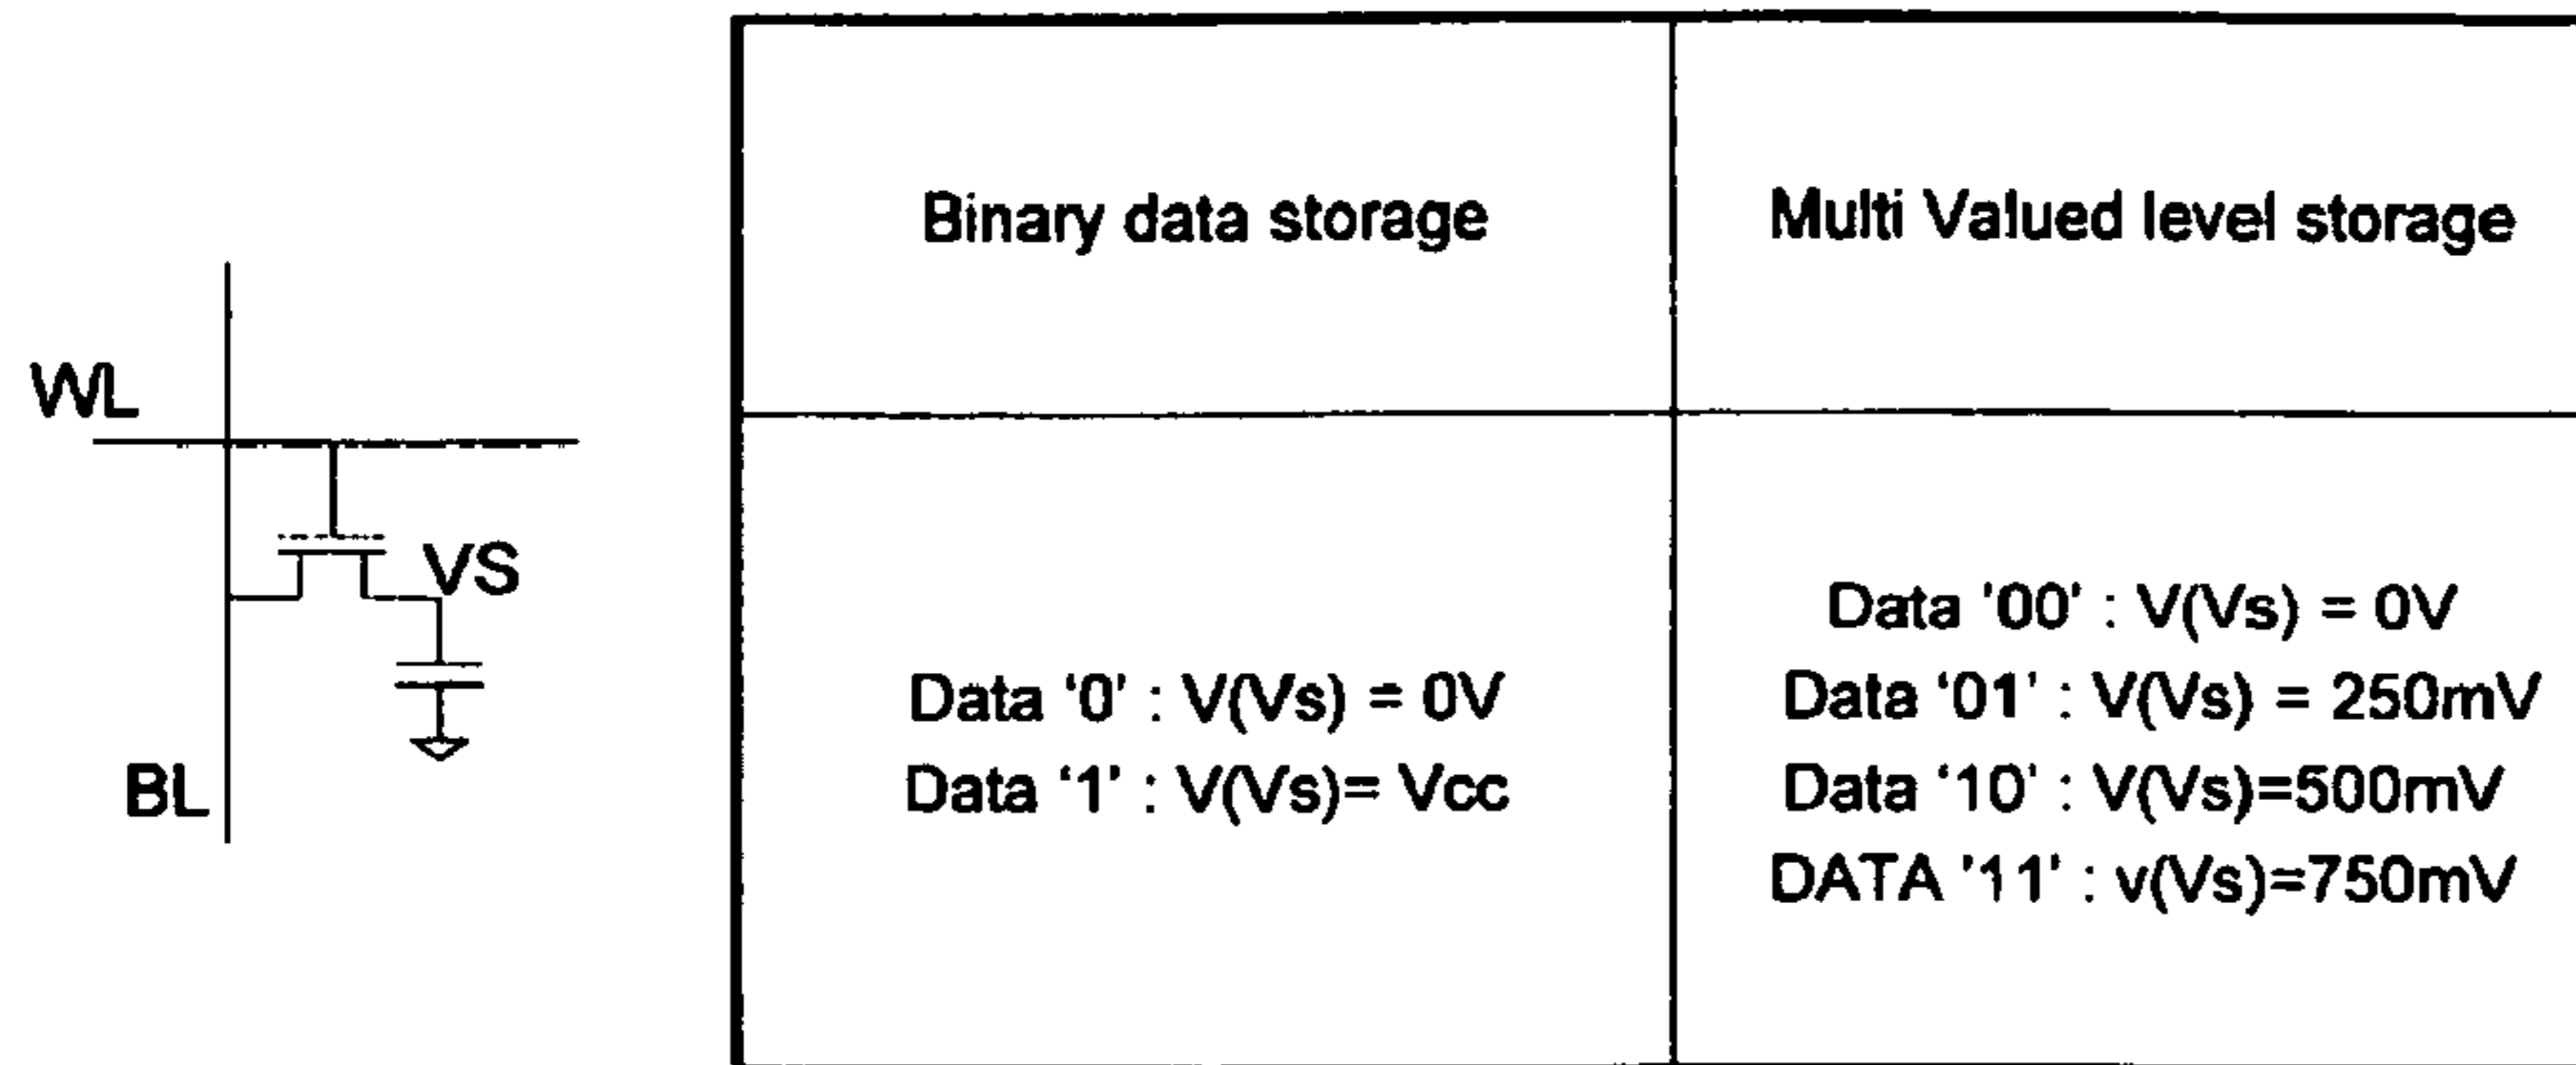 WL
VS
BL
Binary data storage
Multi Valued level storage
Data '0' : V(Vs) = 0V
Data '1' : V(Vs)= Vcc
Data '00' : V(Vs) = 0V
Data '01' : V(Vs) = 250mV
Data '10' : V(Vs)=500mV
DATA '11' : v(Vs)=750mV